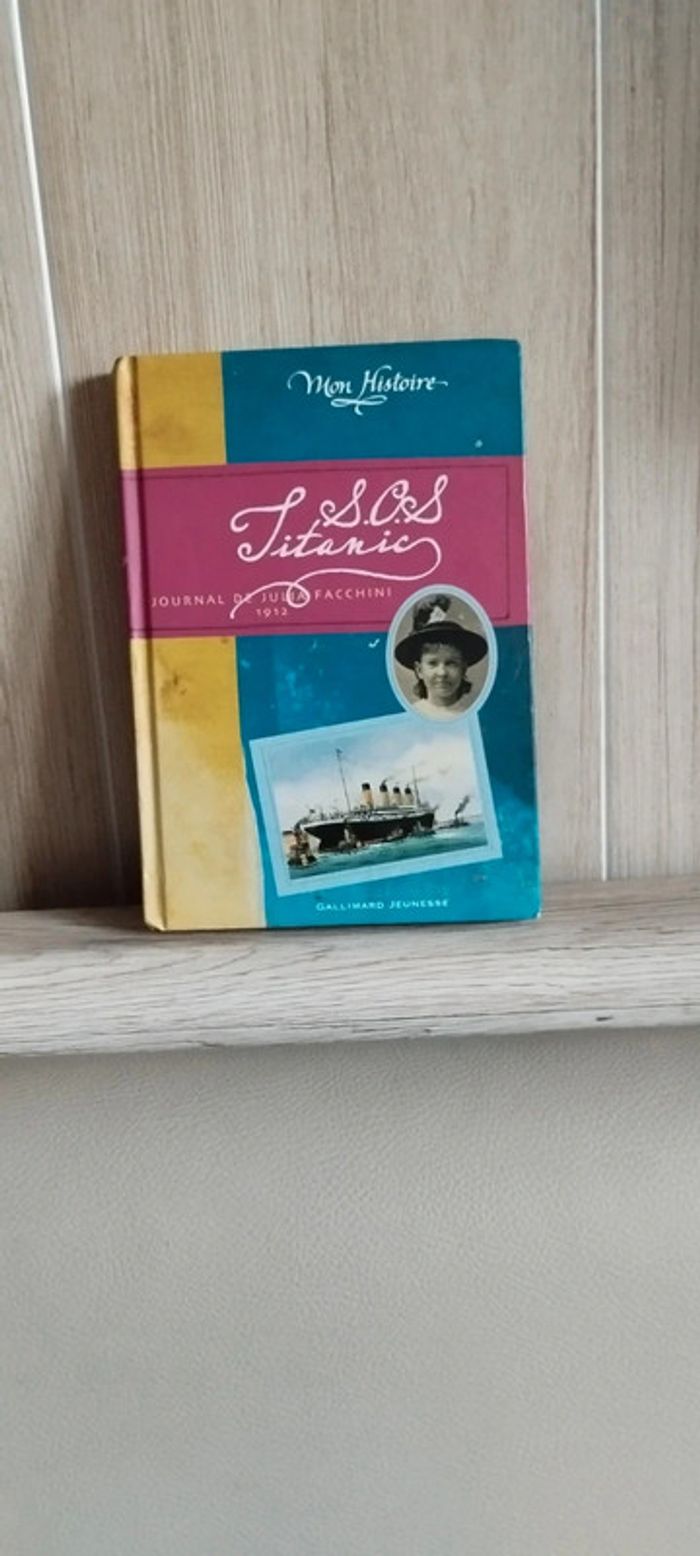 Mon Histoire
S.O.S
Titanic
JOURNAL DE JULIA FACCHINI
1912
GALLIMARD JEUNESSE